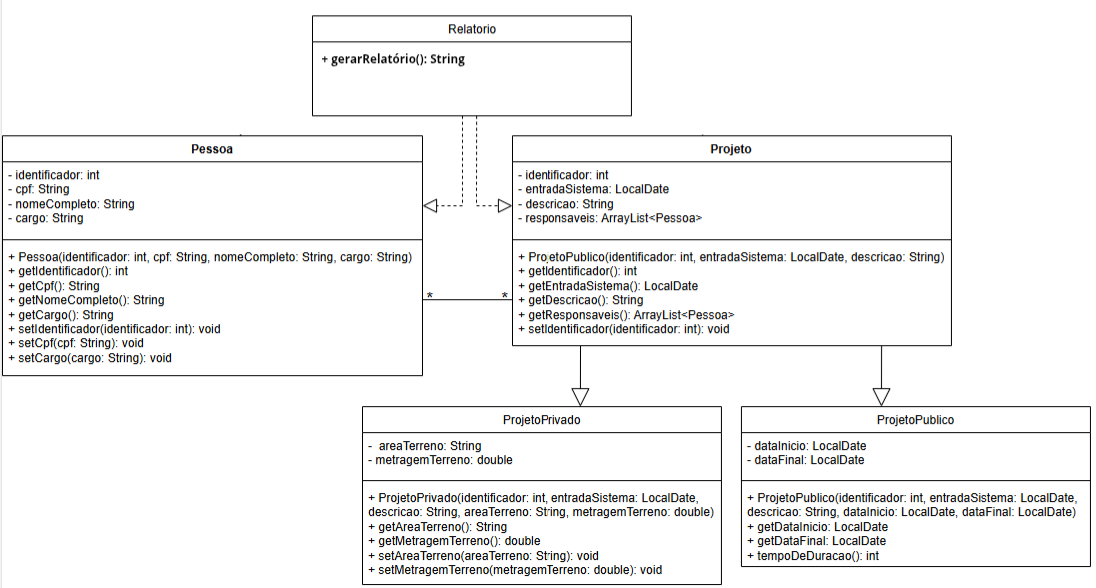 Relatorio
+ gerarRelatório(): String
Pessoa
- identificador: int
- cpf: String
- nomeCompleto: String
- cargo: String
+ Pessoa(identificador: int, cpf: String, nomeCompleto: String, cargo: String)
+ getIdentificador(): int
+ getCpf(): String
+ getNomeCompleto(): String
+ getCargo(): String
+ setIdentificador(identificador: int): void
+ setCpf(cpf: String): void
+ setCargo(cargo: String): void
* *
Projeto
- identificador: int
- entradaSistema: LocalDate
- descricao: String
- responsaveis: ArrayList<Pessoa>
+ ProjetoPublico(identificador: int, entradaSistema: LocalDate, descricao: String)
+ getIdentificador(): int
+ getEntradaSistema(): LocalDate
+ getDescricao(): String
+ getResponsaveis(): ArrayList<Pessoa>
+ setIdentificador(identificador: int): void
ProjetoPrivado
- areaTerreno: String
- metragemTerreno: double
+ ProjetoPrivado(identificador: int, entradaSistema: LocalDate,
descricao: String, areaTerreno: String, metragemTerreno: double)
+ getAreaTerreno(): String
+ getMetragemTerreno(): double
+ setAreaTerreno(areaTerreno: String): void
+ setMetragemTerreno(metragemTerreno: double): void
ProjetoPublico
- dataInicio: LocalDate
- dataFinal: LocalDate
+ ProjetoPublico(identificador: int, entradaSistema: LocalDate,
descricao: String, dataInicio: LocalDate, dataFinal: LocalDate)
+ getDataInicio: LocalDate
+ getDataFinal: LocalDate
+ tempoDeDuracao(): int